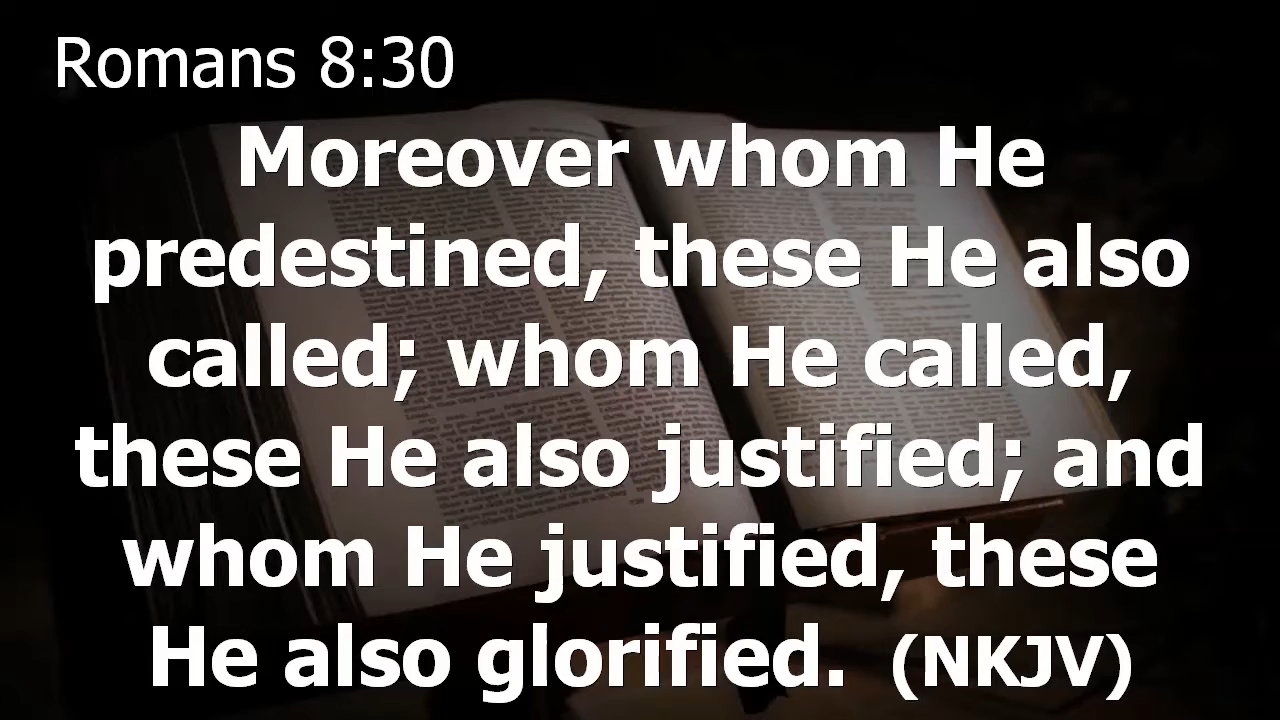 Romans 8:30
Moreover whom He
predestined, these He also
called; whom He called,
these He also justified; and
whom He justified, these
He also glorified. (NKJV)